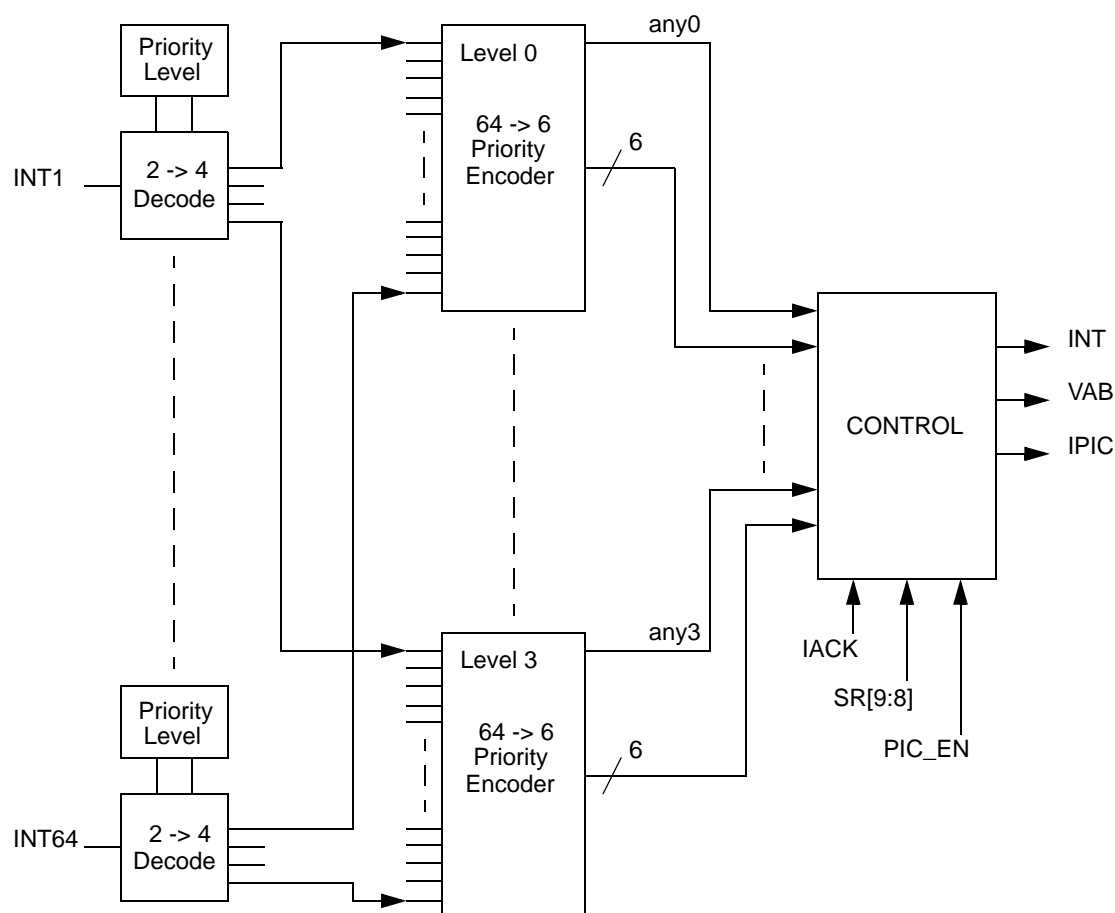 Priority
Level
2 -> 4
Decode
INT1
Level 0
64 -> 6
Priority
Encoder
any0
6
CONTROL
INT
VAB
IPIC
IACK
SR[9:8]
PIC_EN
Priority
Level
2 -> 4
Decode
INT64
Level 3
64 -> 6
Priority
Encoder
any3
6